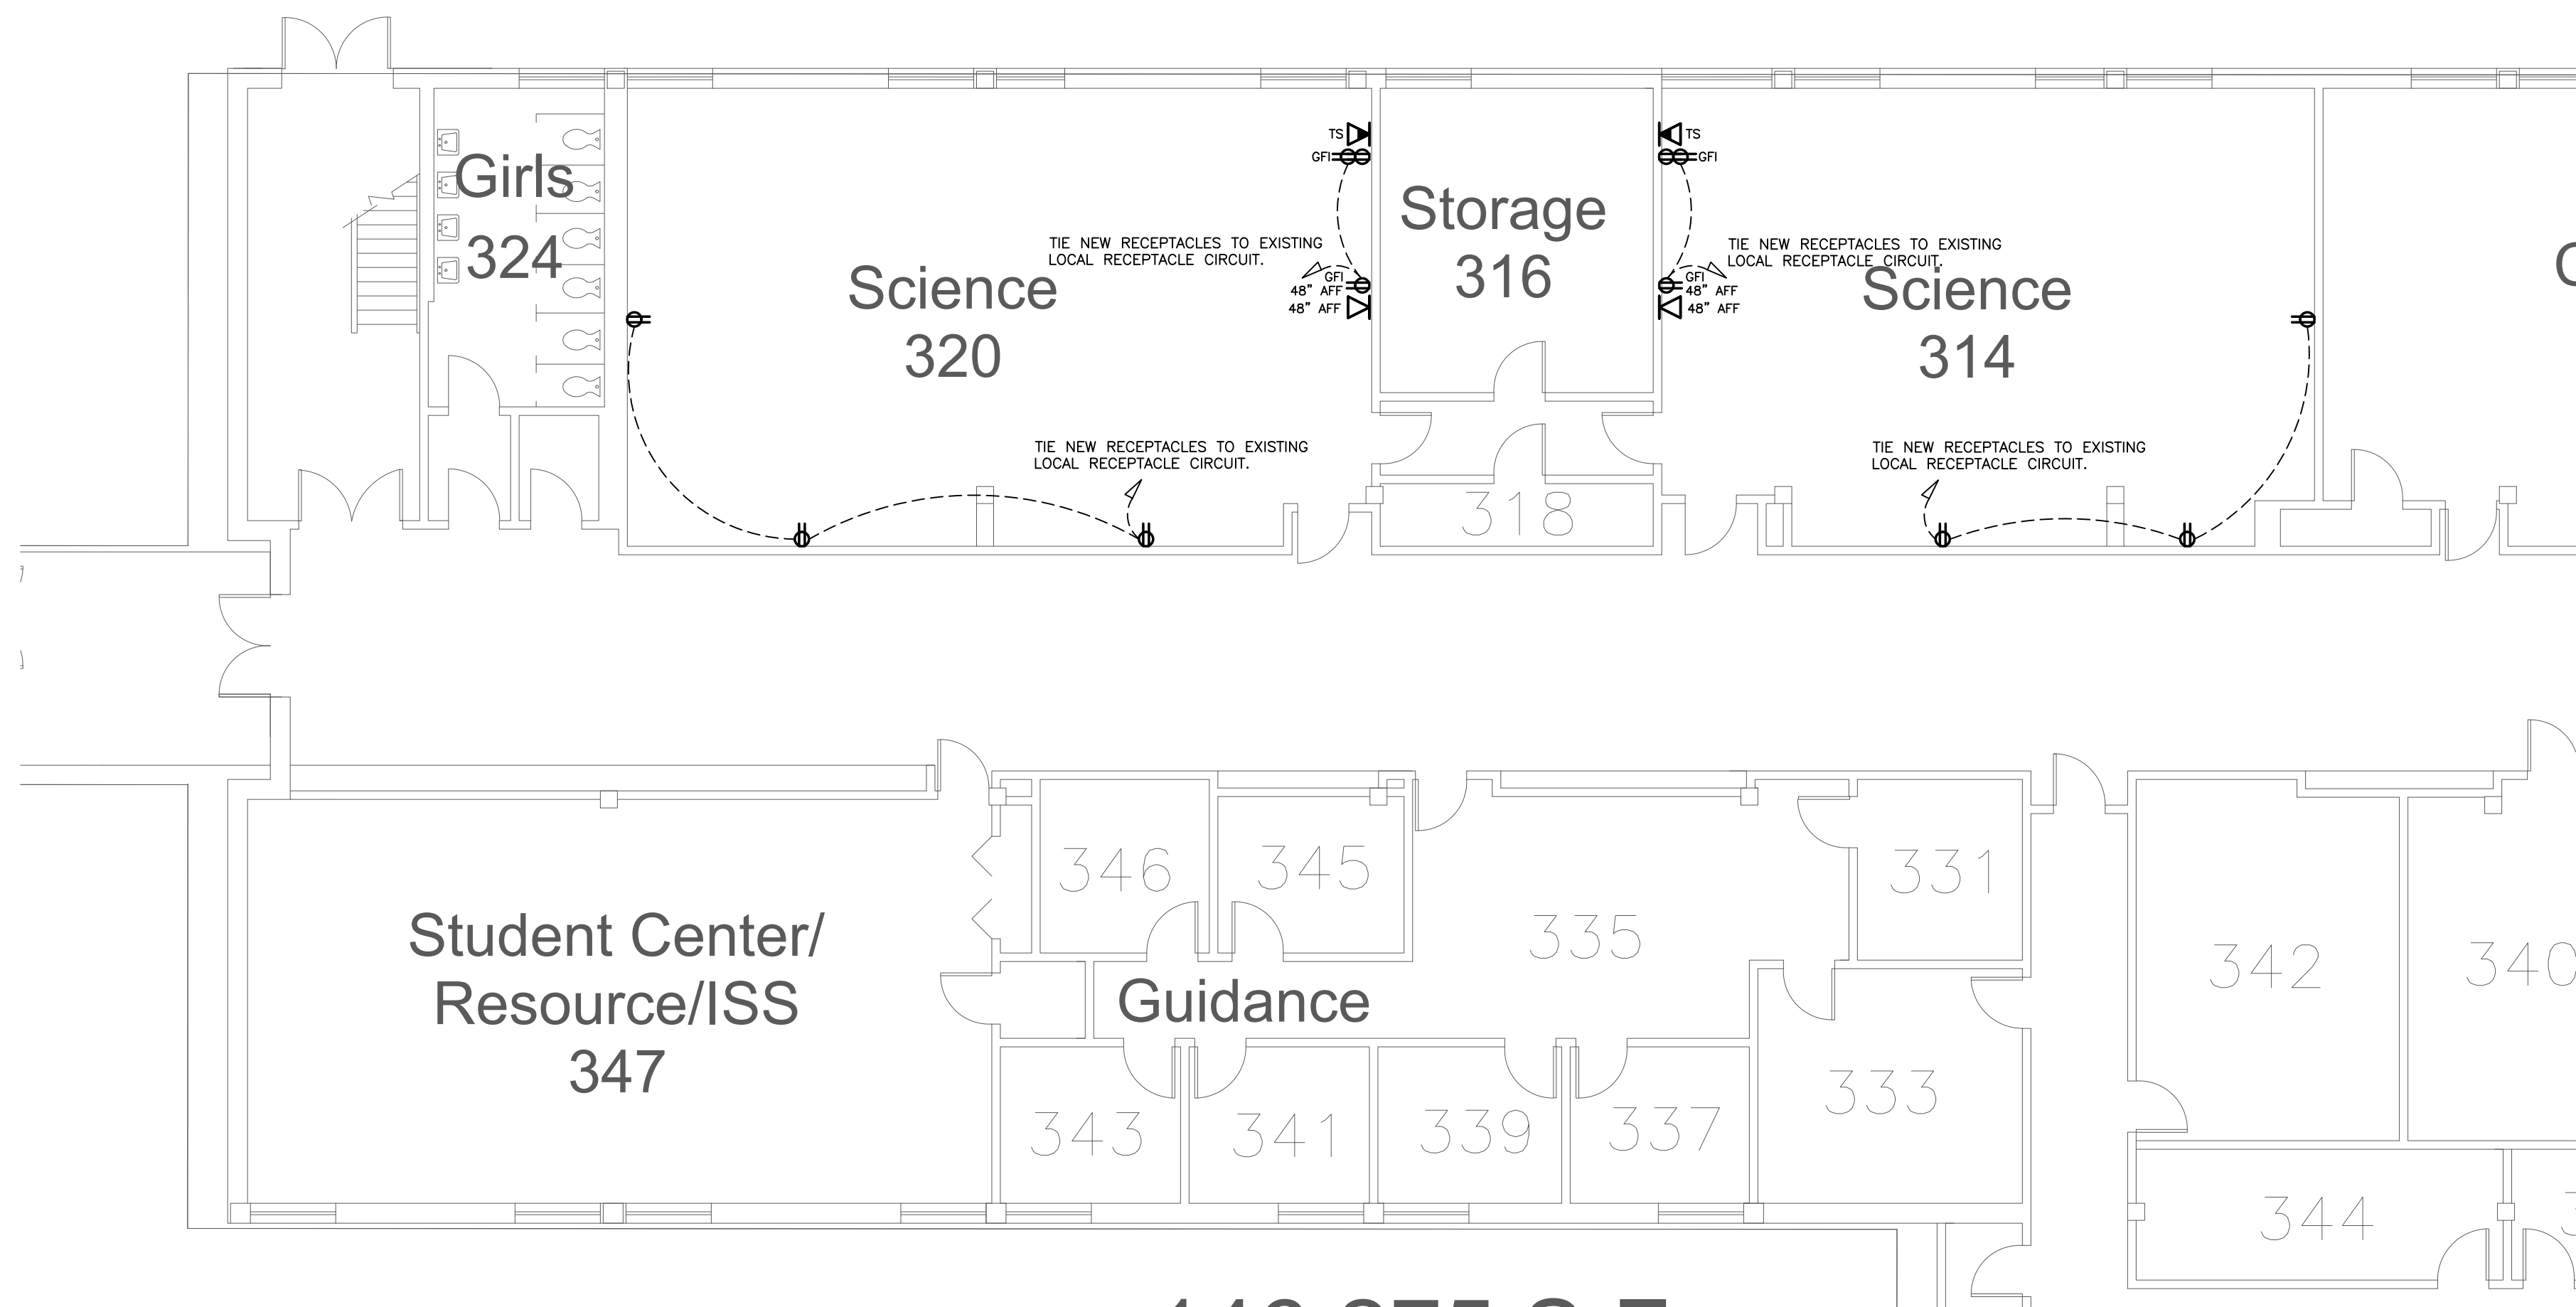 Girls
324
Science
320
TS
GFI
TIE NEW RECEPTACLES TO EXISTING
LOCAL RECEPTACLE CIRCUIT.
GFI
48" AFF
48" AFF
Storage
316
TS
GFI
TIE NEW RECEPTACLES TO EXISTING
LOCAL RECEPTACLE CIRCUIT.
GFI
48" AFF
48" AFF
Science
314
TIE NEW RECEPTACLES TO EXISTING
LOCAL RECEPTACLE CIRCUIT.
318
TIE NEW RECEPTACLES TO EXISTING
LOCAL RECEPTACLE CIRCUIT.
Student Center/
Resource/ISS
347
346
345
335
331
Guidance
342
340
343
341
339
337
333
344